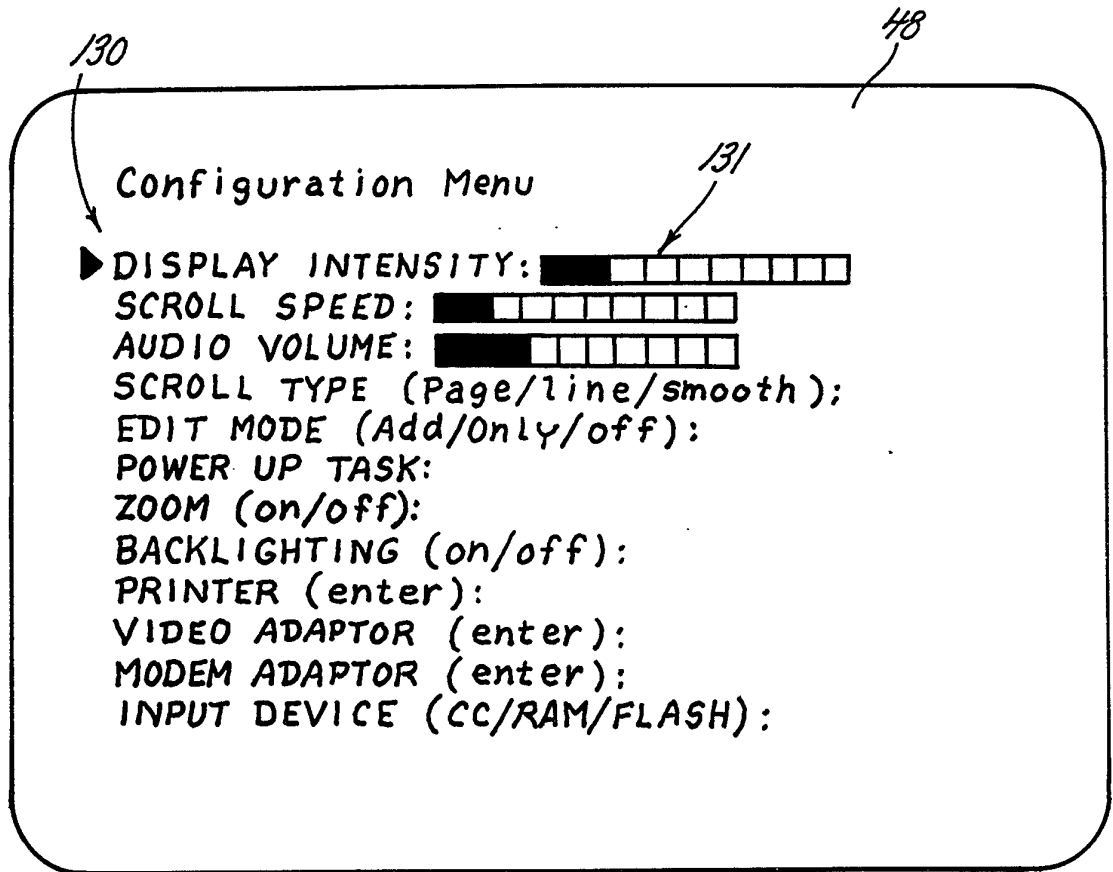 48
130
131
Configuration Menu
DISPLAY INTENSITY:
SCROLL SPEED:
AUDIO VOLUME:
SCROLL TYPE (Page/line/smooth):
EDIT MODE (Add/Only/off):
POWER UP TASK:
ZOOM (on/off):
BACKLIGHTING (on/off):
PRINTER (enter):
VIDEO ADAPTOR (enter):
MODEM ADAPTOR (enter):
INPUT DEVICE (CC/RAM/FLASH):